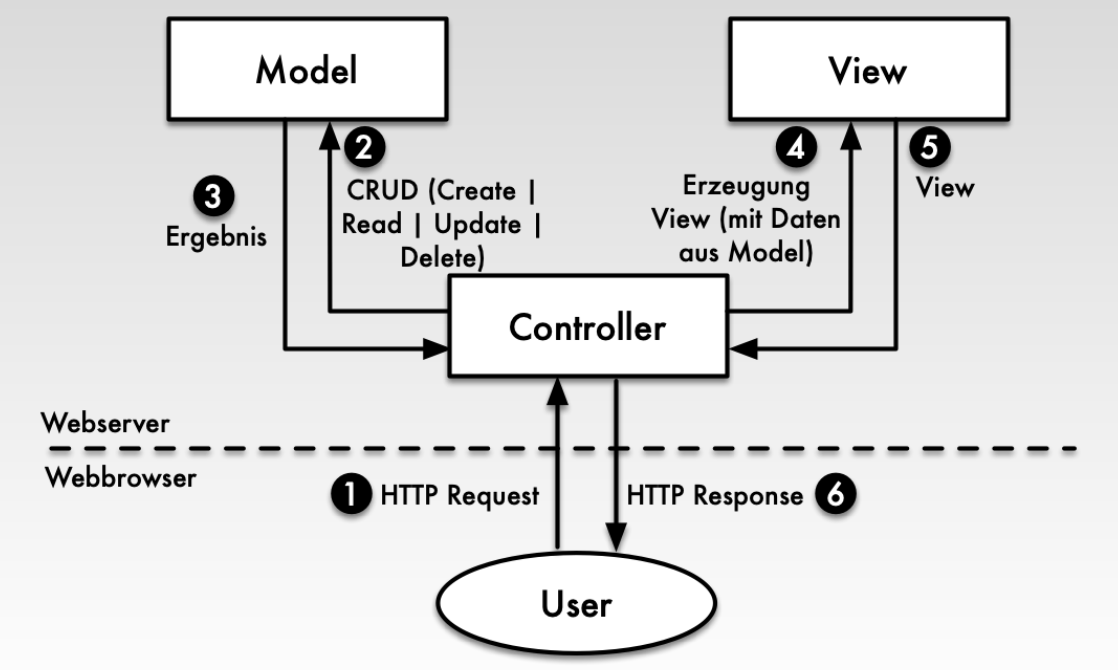 Model
View
2
4
5
3
CRUD (Create |
Read | Update |
Delete)
Erzeugung
View (mit Daten
aus Model)
View
Ergebnis
Controller
Webserver
Webbrowser
1 HTTP Request
HTTP Response 6
User